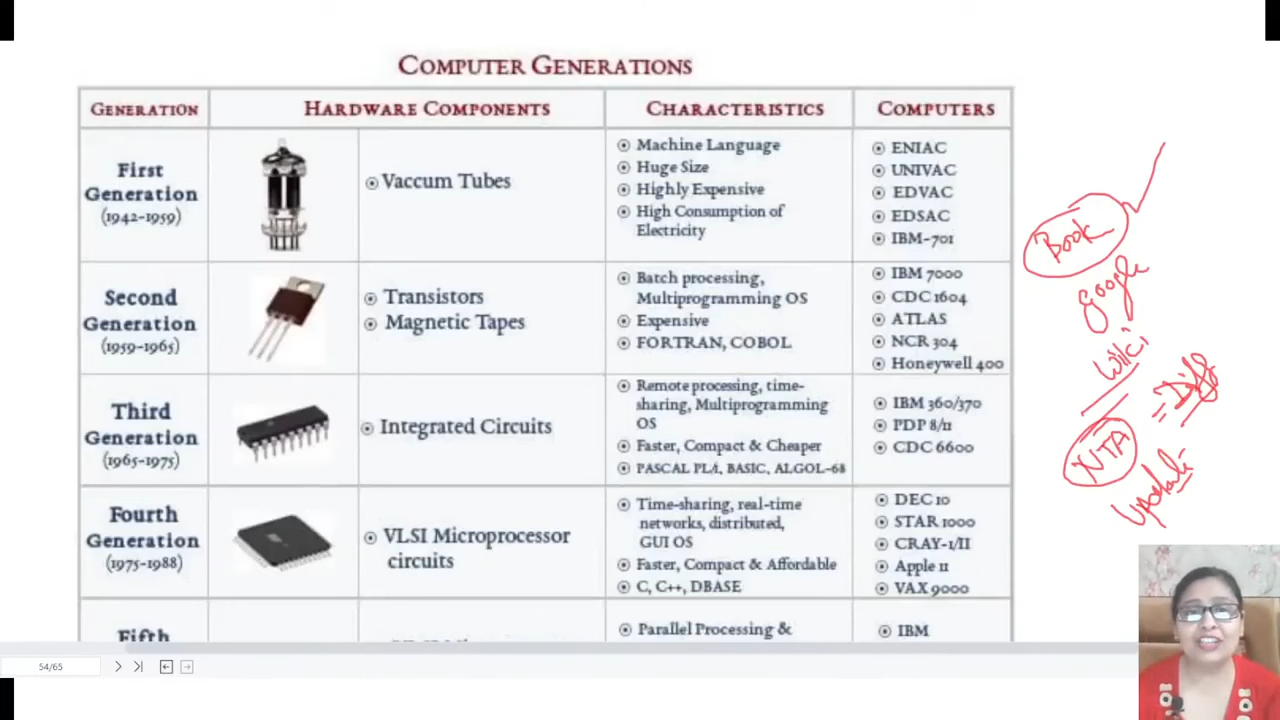 COMPUTER GENERATIONS
GENERATION
HARDWARE COMPONENTS
CHARACTERISTICS
COMPUTERS
First
Generation
(1942-1959)
Vaccum Tubes
Machine Language
Huge Size
Highly Expensive
High Consumption of
Electricity
ENIAC
UNIVAC
EDVAC
EDSAC
IBM-701
Second
Generation
(1959-1965)
Transistors
Magnetic Tapes
Batch processing,
Multiprogramming OS
Expensive
FORTRAN, COBOL
IBM 7000
CDC 1604
ATLAS
NCR 304
Honeywell 400
Third
Generation
(1965-1975)
Integrated Circuits
Remote processing, time-
sharing, Multiprogramming
OS
Faster, Compact & Cheaper
PASCAL PL/1, BASIC, ALGOL-68
IBM 360/370
PDP 8/11
CDC 6600
Fourth
Generation
(1975-1988)
VLSI Microprocessor
circuits
Time-sharing, real-time
networks, distributed,
GUI OS
Faster, Compact & Affordable
C, C++, DBASE
DEC 10
STAR 1000
CRAY-1/II
Apple 11
VAX 9000
Fifth
Parallel Processing &
IBM
Book
google
wiki
NTA
= Diff
Update
54/65